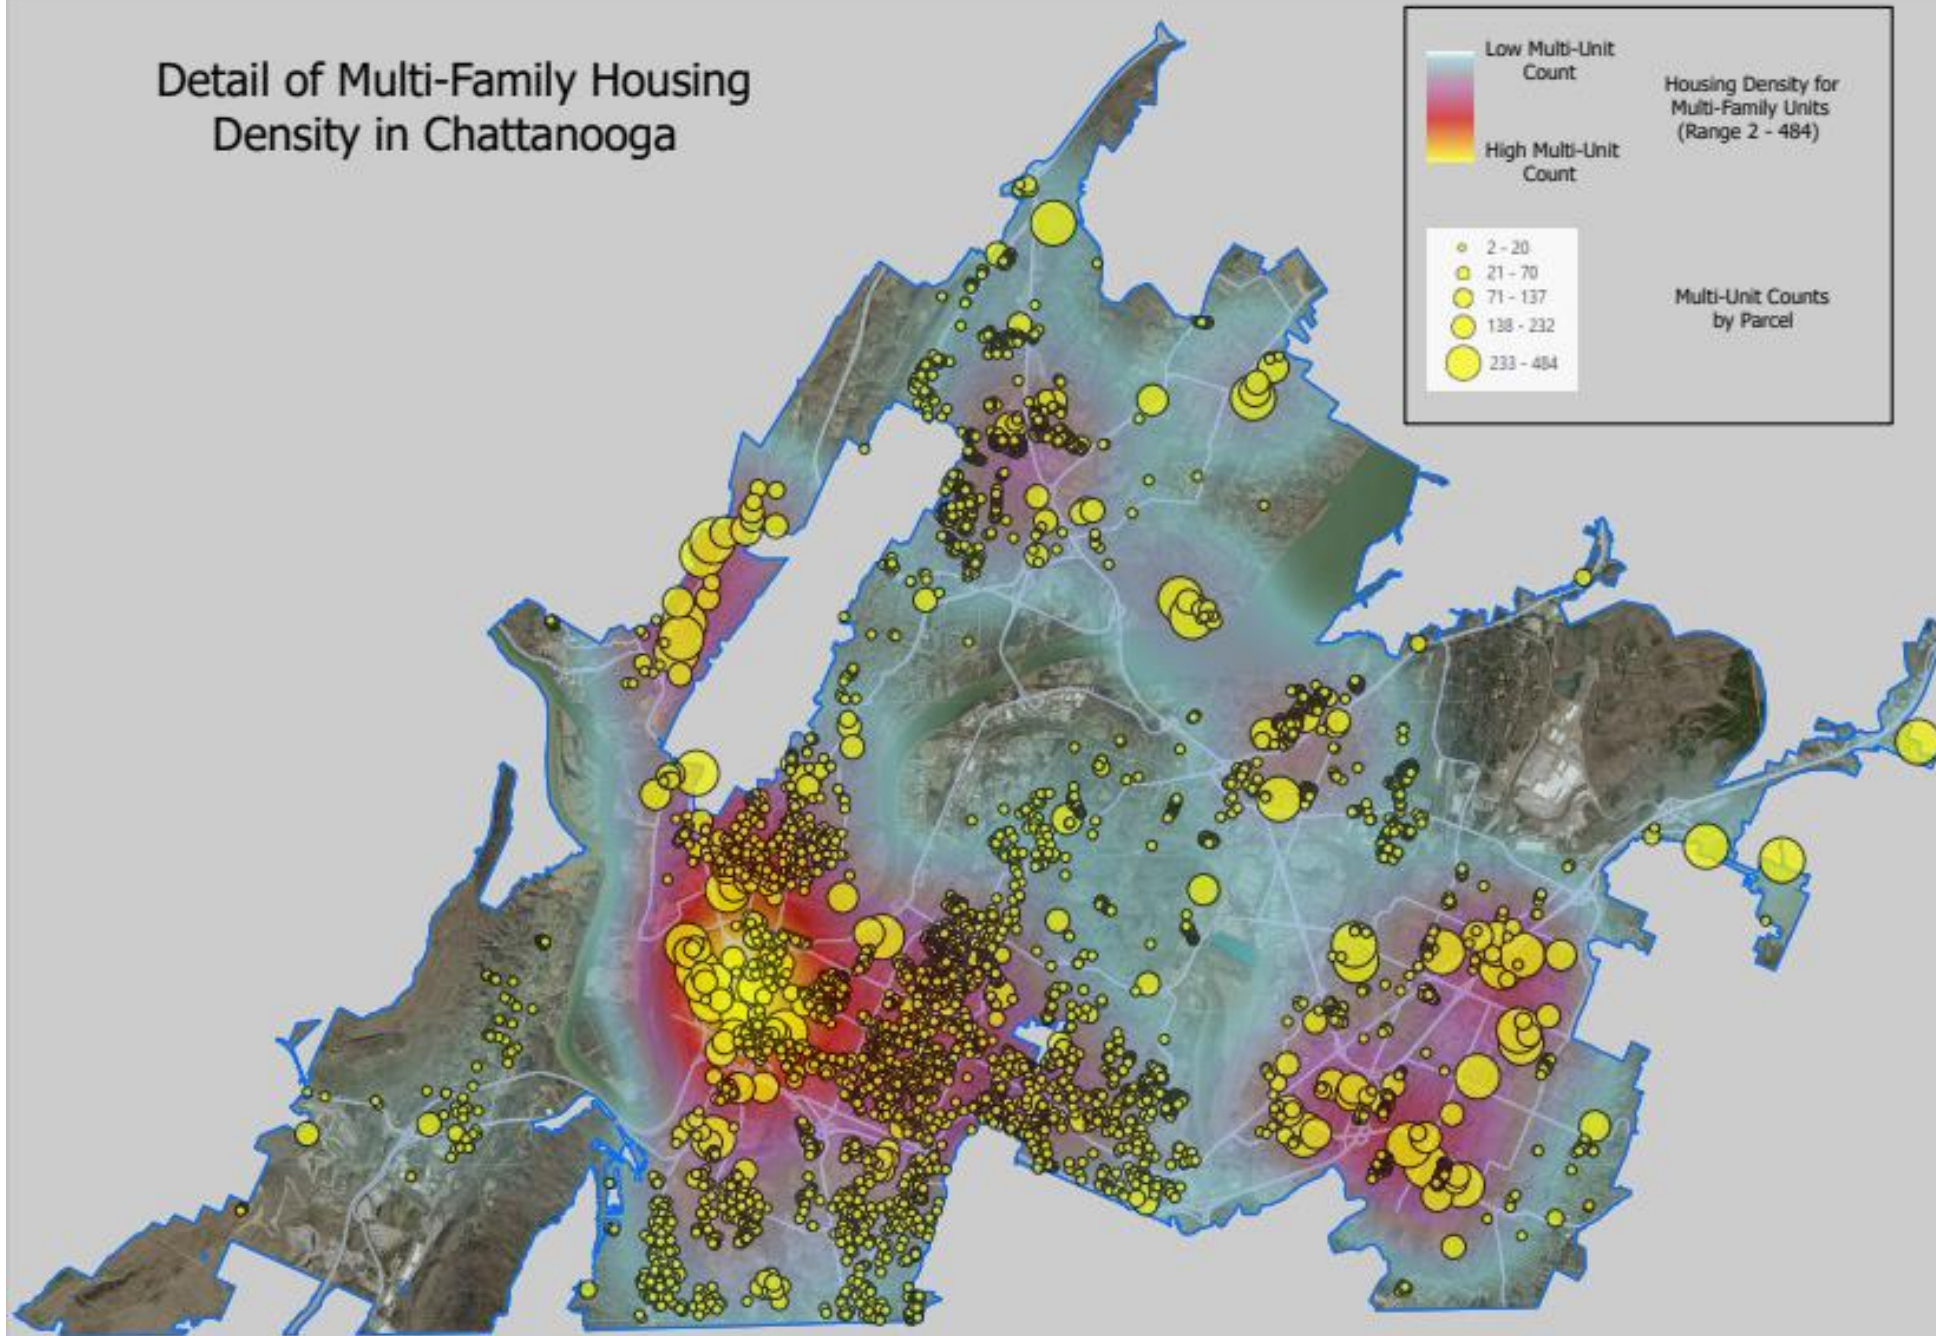 Detail of Multi-Family Housing
Density in Chattanooga
Low Multi-Unit
Count
High Multi-Unit
Count
Housing Density for
Multi-Family Units
(Range 2 - 484)
2 - 20
21 - 70
71 - 137
138 - 232
233 - 484
Multi-Unit Counts
by Parcel